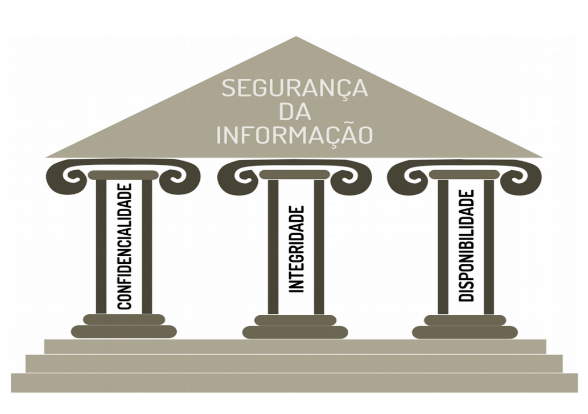 SEGURANÇA
DA
INFORMAÇÃO
CONFIDENCIALIDADE
INTEGRIDADE
DISPONIBILIDADE